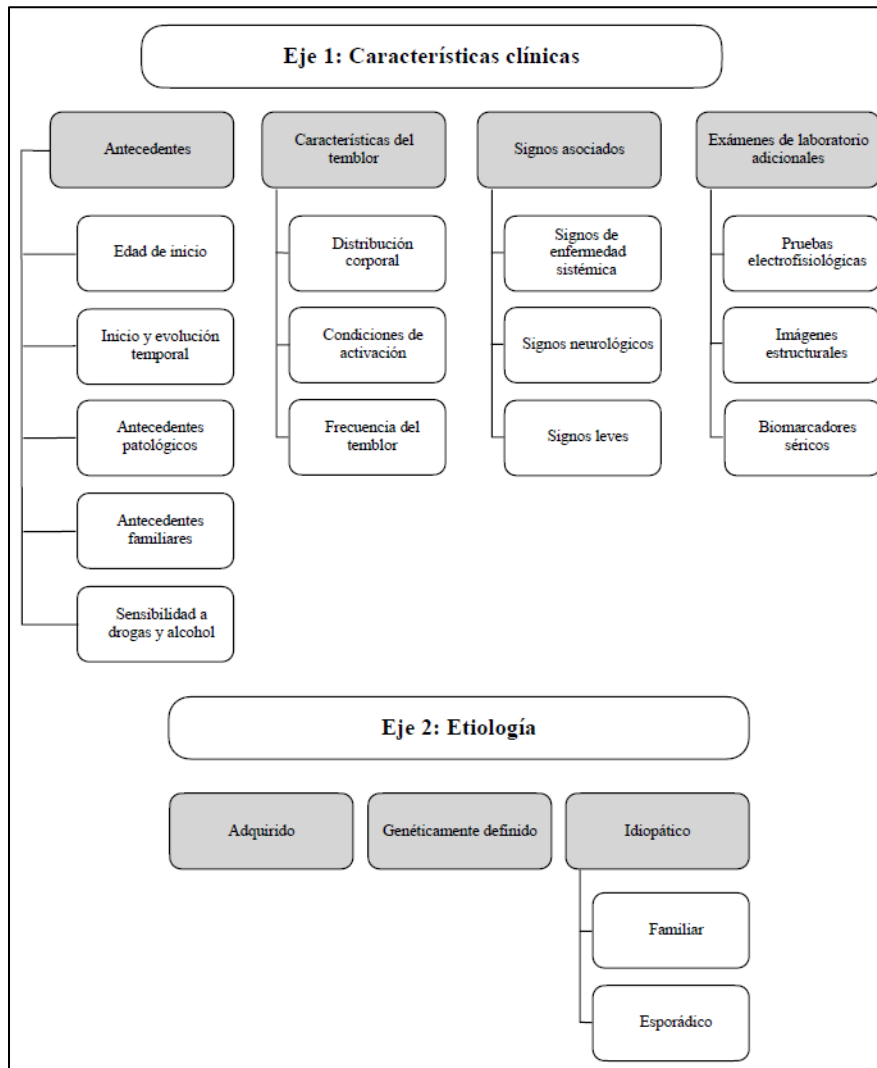 Eje 1: Características clínicas
Antecedentes
Edad de inicio
Inicio y evolución
temporal
Antecedentes
patológicos
Antecedentes
familiares
Sensibilidad a
drogas y alcohol
Características del
temblor
Distribución
corporal
Condiciones de
activación
Frecuencia del
temblor
Signos asociados
Signos de
enfermedad
sistémica
Signos neurológicos
Signos leves
Exámenes de laboratorio
adicionales
Pruebas
electrofisiológicas
Imágenes
estructurales
Biomarcadores
séricos
Eje 2: Etiología
Adquirido
Genéticamente definido
Idiopático
Familiar
Esporádico